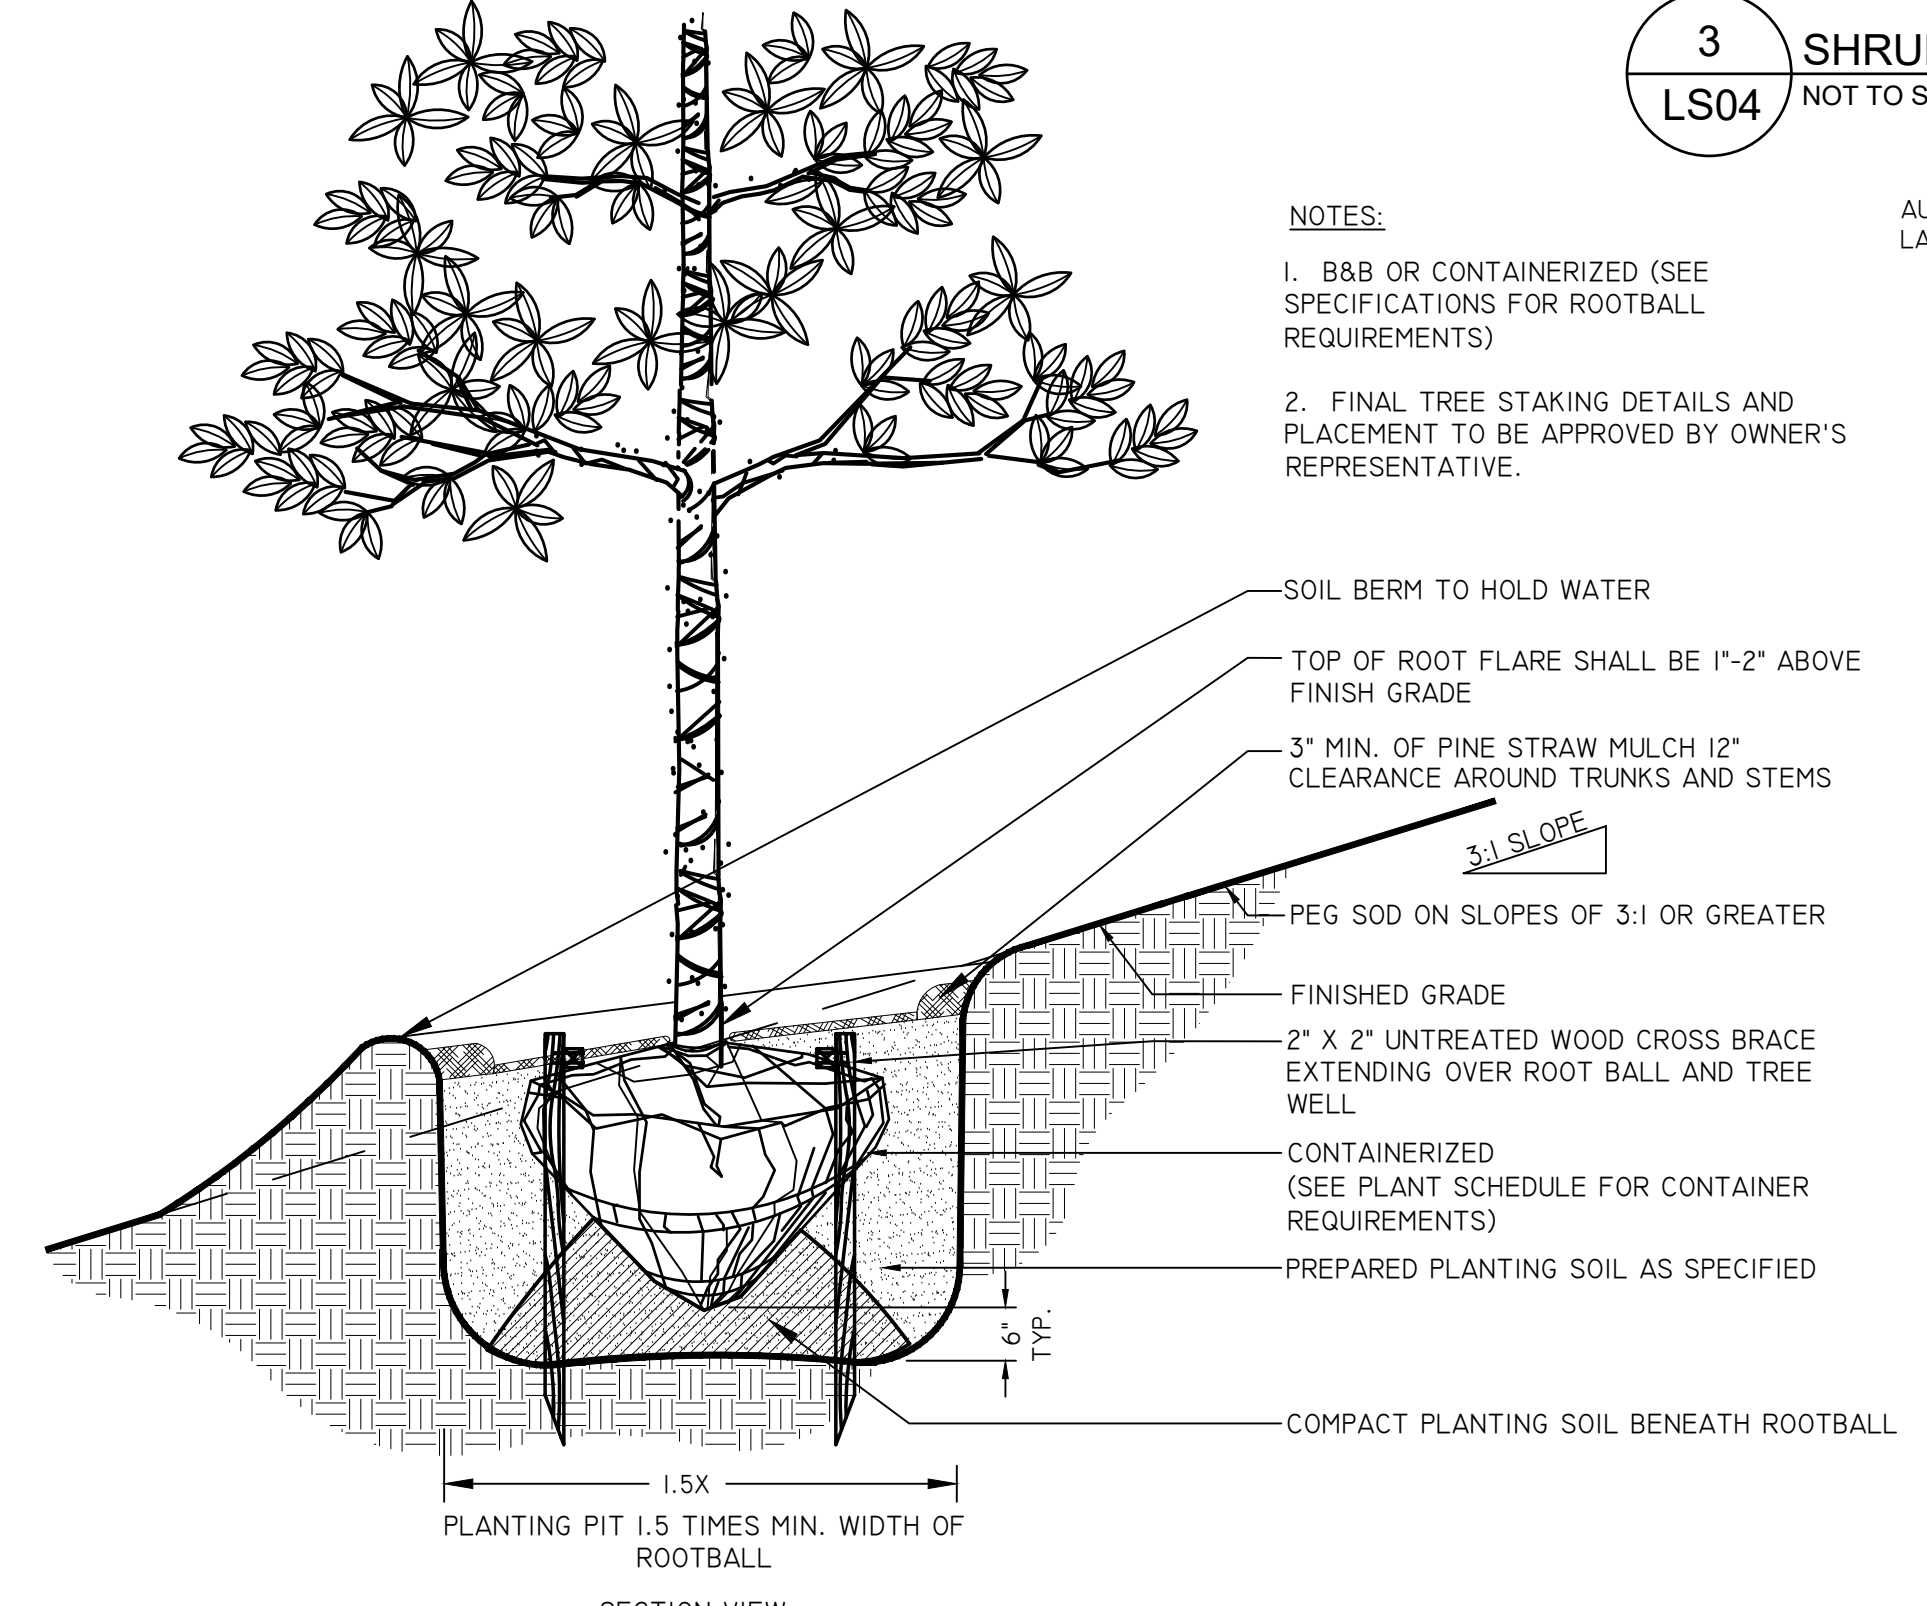 3
SHRU
LS04
NOT TO S
NOTES:
1. B&B OR CONTAINERIZED (SEE
SPECIFICATIONS FOR ROOTBALL
REQUIREMENTS)
2. FINAL TREE STAKING DETAILS AND
PLACEMENT TO BE APPROVED BY OWNER'S
REPRESENTATIVE.
AU
LA
SOIL BERM TO HOLD WATER
TOP OF ROOT FLARE SHALL BE 1"-2" ABOVE
FINISH GRADE
3" MIN. OF PINE STRAW MULCH 12"
CLEARANCE AROUND TRUNKS AND STEMS
3:1 SLOPE
PEG SOD ON SLOPES OF 3:1 OR GREATER
FINISHED GRADE
2" X 2" UNTREATED WOOD CROSS BRACE
EXTENDING OVER ROOT BALL AND TREE
WELL
CONTAINERIZED
(SEE PLANT SCHEDULE FOR CONTAINER
REQUIREMENTS)
PREPARED PLANTING SOIL AS SPECIFIED
6"
TYP.
COMPACT PLANTING SOIL BENEATH ROOTBALL
1.5X
PLANTING PIT 1.5 TIMES MIN. WIDTH OF
ROOTBALL
SECTION VIEW